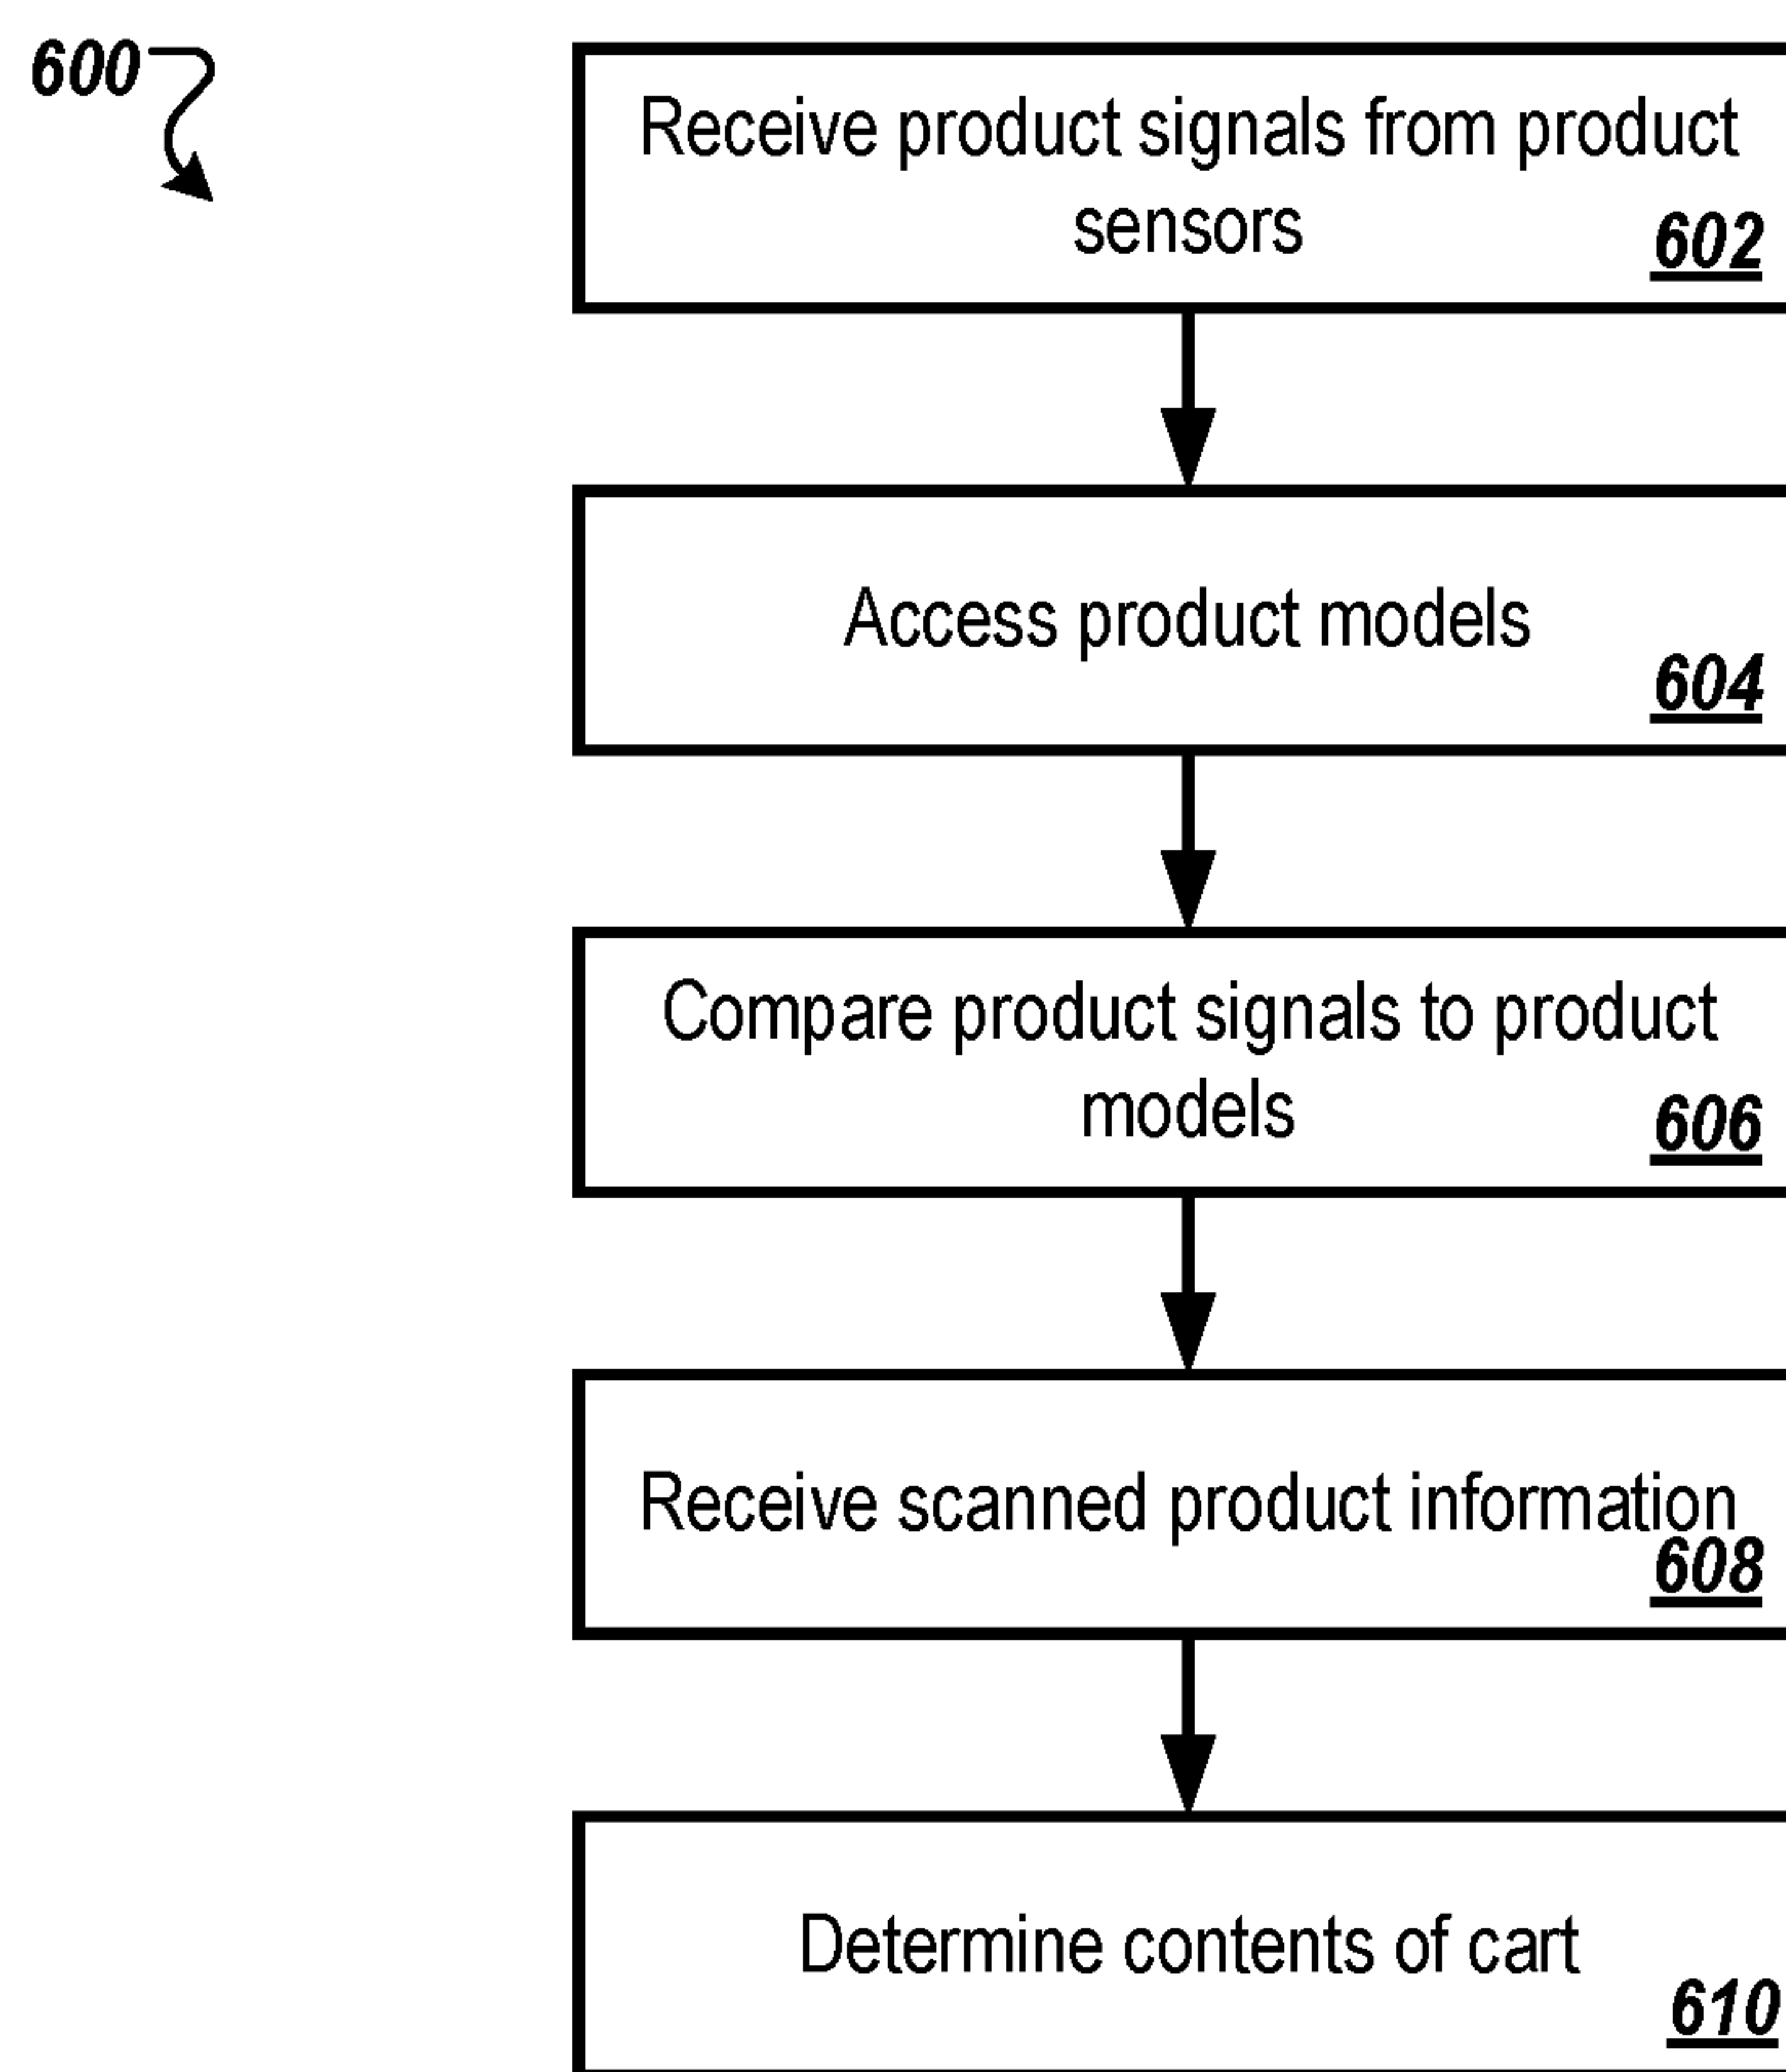 600
Receive product signals from product
sensors
602
Access product models
604
Compare product signals to product
models
606
Receive scanned product information
608
Determine contents of cart
610